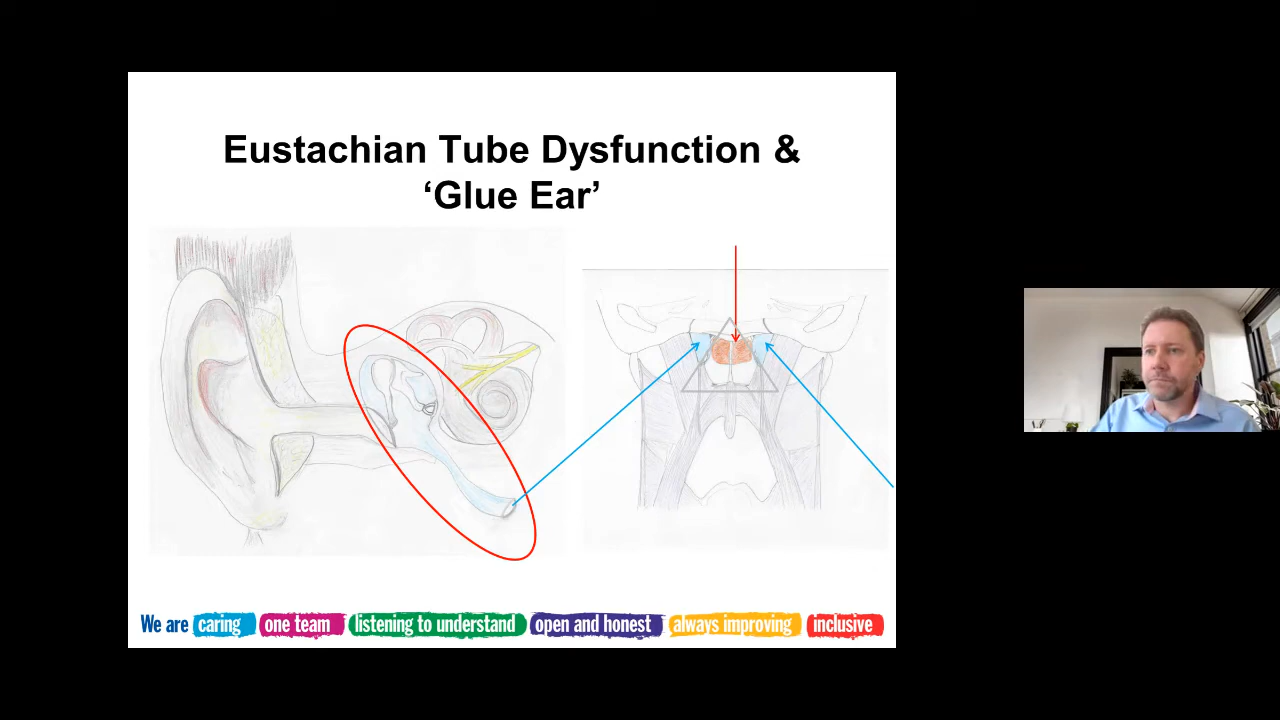 Eustachian Tube Dysfunction &
‘Glue Ear’
We are caring one team listening to understand open and honest always improving inclusive